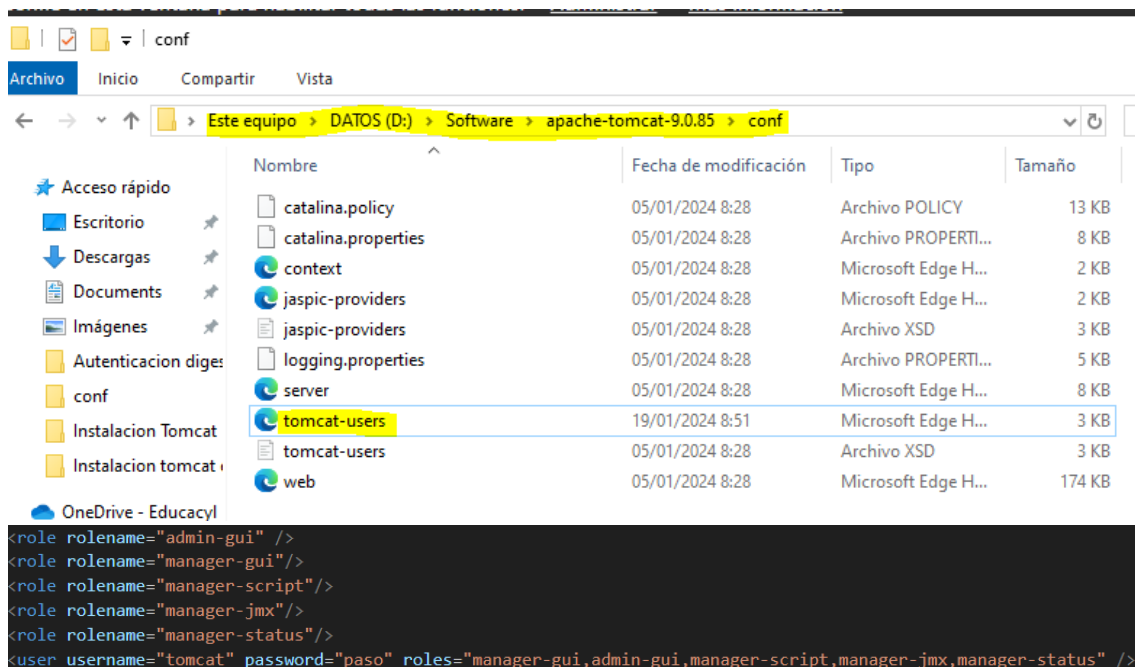 conf
Archivo Inicio Compartir Vista
Este equipo > DATOS (D:) > Software > apache-tomcat-9.0.85 > conf
Nombre Fecha de modificación Tipo Tamaño
Acceso rápido
Escritorio
Descargas
Documents
Imágenes
Autenticacion diges
conf
Instalacion Tomcat
Instalacion tomcat
OneDrive - Educacyl
catalina.policy 05/01/2024 8:28 Archivo POLICY 13 KB
catalina.properties 05/01/2024 8:28 Archivo PROPERTI... 8 KB
context 05/01/2024 8:28 Microsoft Edge H... 2 KB
jaspic-providers 05/01/2024 8:28 Microsoft Edge H... 2 KB
jaspic-providers 05/01/2024 8:28 Archivo XSD 3 KB
logging.properties 05/01/2024 8:28 Archivo PROPERTI... 5 KB
server 05/01/2024 8:28 Microsoft Edge H... 8 KB
tomcat-users 19/01/2024 8:51 Microsoft Edge H... 3 KB
tomcat-users 05/01/2024 8:28 Archivo XSD 3 KB
web 05/01/2024 8:28 Microsoft Edge H... 174 KB
<role rolename="admin-gui" />
<role rolename="manager-gui"/>
<role rolename="manager-script"/>
<role rolename="manager-jmx"/>
<role rolename="manager-status"/>
<user username="tomcat" password="paso" roles="manager-gui,admin-gui,manager-script,manager-jmx,manager-status" />